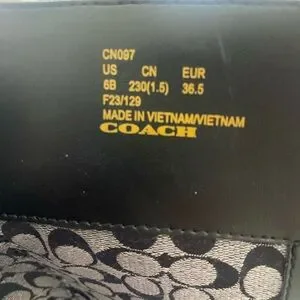 CN097
US CN EUR
6B 230(1.5) 36.5
F23/129
MADE IN VIETNAM/VIETNAM
COACH